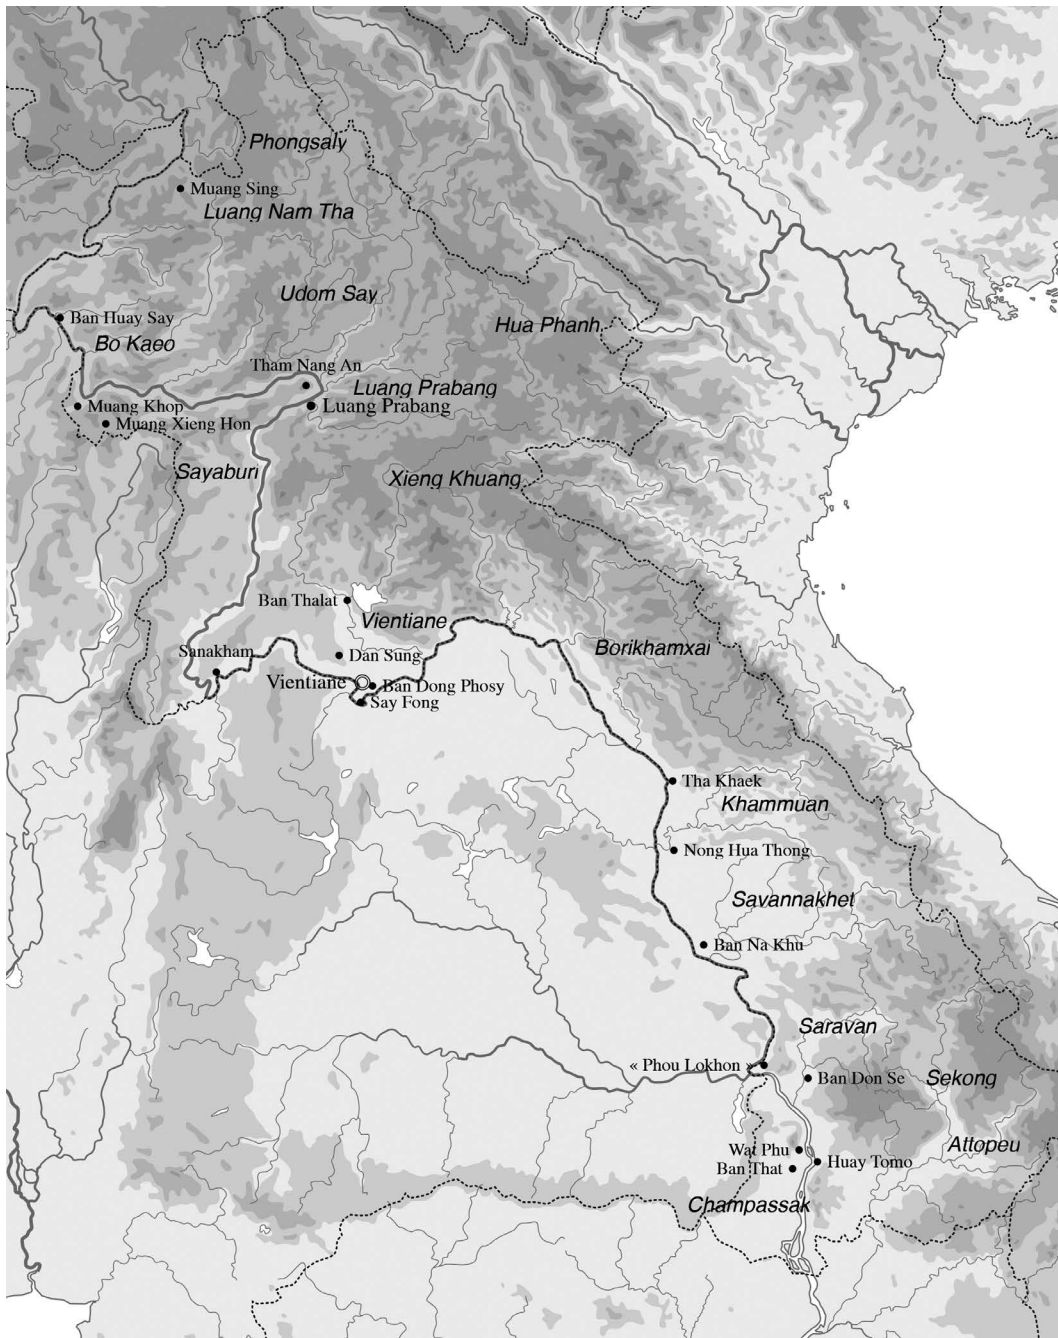 Phongsaly
Muang Sing
Luang Nam Tha
Udom Say
Ban Huay Say
Hua Phanh
Bo Kaeo
Tham Nang An
Luang Prabang
Muang Khop
Luang Prabang
Muang Xieng Hon
Sayaburi
Xieng Khuang
Ban Thalat
Vientiane
Borikhamxai
Sanakham
Dan Sung
Vientiane
Ban Dong Phosy
Say Fong
Tha Khaek
Khammuan
Nong Hua Thong
Savannakhet
Ban Na Khu
Saravan
« Phou Lokhon »
Ban Don Se
Sekong
Attopeu
Wat Phu
Huay Tomo
Ban That
Champassak